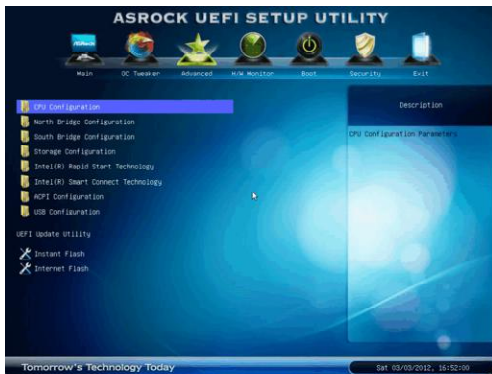 ASROCK UEFI SETUP UTILITY
ASRock
Main
OC Tweaker
Advanced
H/W Monitor
Boot
Security
Exit
CPU Configuration
North Bridge Configuration
South Bridge Configuration
Storage Configuration
Intel(R) Rapid Start Technology
Intel(R) Smart Connect Technology
ACPI Configuration
USB Configuration
UEFI Update Utility
Instant Flash
Internet Flash
Description
CPU Configuration Parameters
Tomorrow's Technology Today
Sat 03/03/2012, 16:52:00